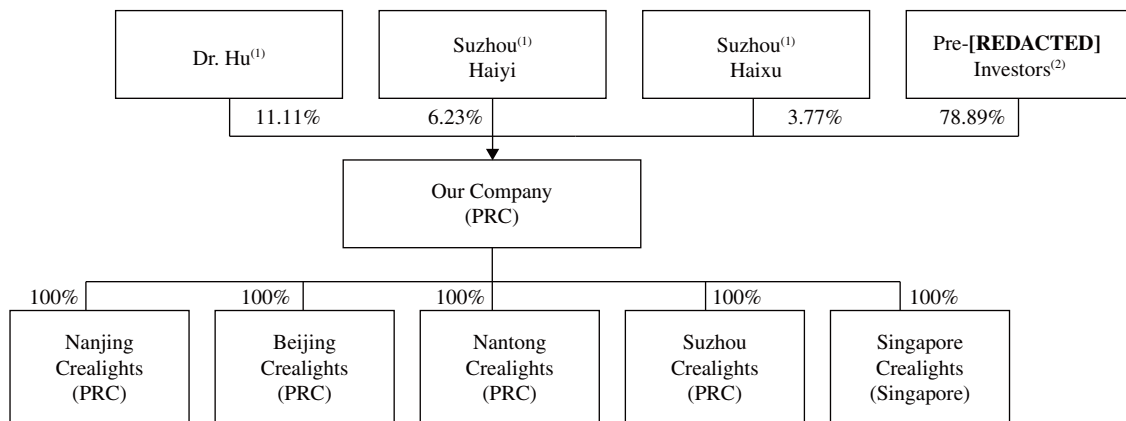 Dr. Hu(1)
Suzhou(1)
Haiyi
Suzhou(1)
Haixu
Pre-[REDACTED]
Investors(2)
11.11%
6.23%
3.77%
78.89%
Our Company
(PRC)
100%
100%
100%
100%
100%
Nanjing
Crealights
(PRC)
Beijing
Crealights
(PRC)
Nantong
Crealights
(PRC)
Suzhou
Crealights
(PRC)
Singapore
Crealights
(Singapore)